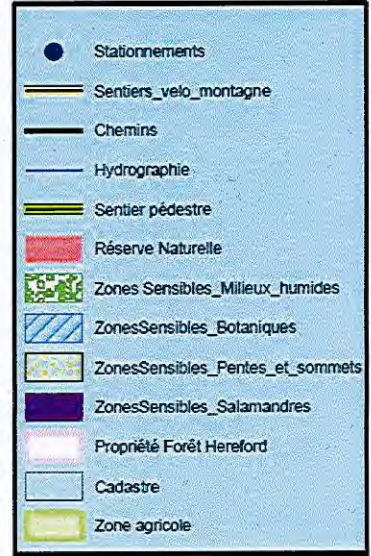 Stationnements
Sentiers_velo_montagne
Chemins
Hydrographie
Sentier pédestre
Réserve Naturelle
Zones Sensibles_Milieux_humides
ZonesSensibles_Botaniques
ZonesSensibles_Pentes_et_sommets
ZonesSensibles_Salamandres
Propriété Forêt Hereford
Cadastre
Zone agricole